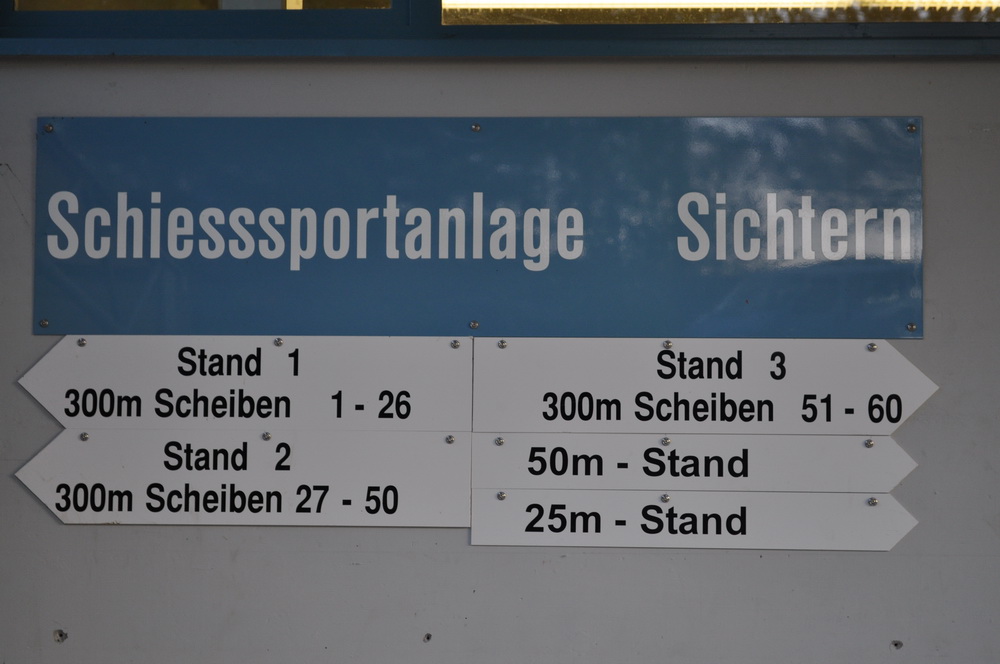 Schiesssportanlage Sichtern
Stand 1
300m Scheiben 1 - 26
Stand 2
300m Scheiben 27 - 50
Stand 3
300m Scheiben 51 - 60
50m - Stand
25m - Stand